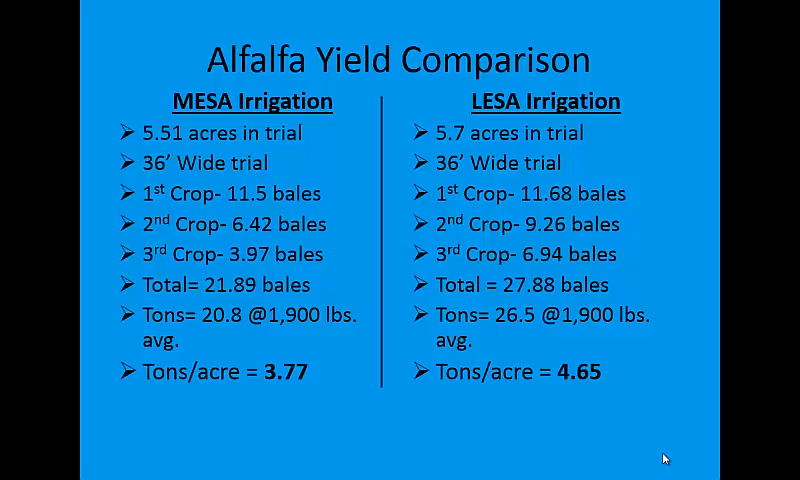 Alfalfa Yield Comparison
MESA Irrigation
5.51 acres in trial
36’ Wide trial
1st Crop- 11.5 bales
2nd Crop- 6.42 bales
3rd Crop- 3.97 bales
Total= 21.89 bales
Tons= 20.8 @1,900 lbs.
avg.
Tons/acre = 3.77
LESA Irrigation
5.7 acres in trial
36’ Wide trial
1st Crop- 11.68 bales
2nd Crop- 9.26 bales
3rd Crop- 6.94 bales
Total = 27.88 bales
Tons= 26.5 @1,900 lbs.
avg.
Tons/acre = 4.65